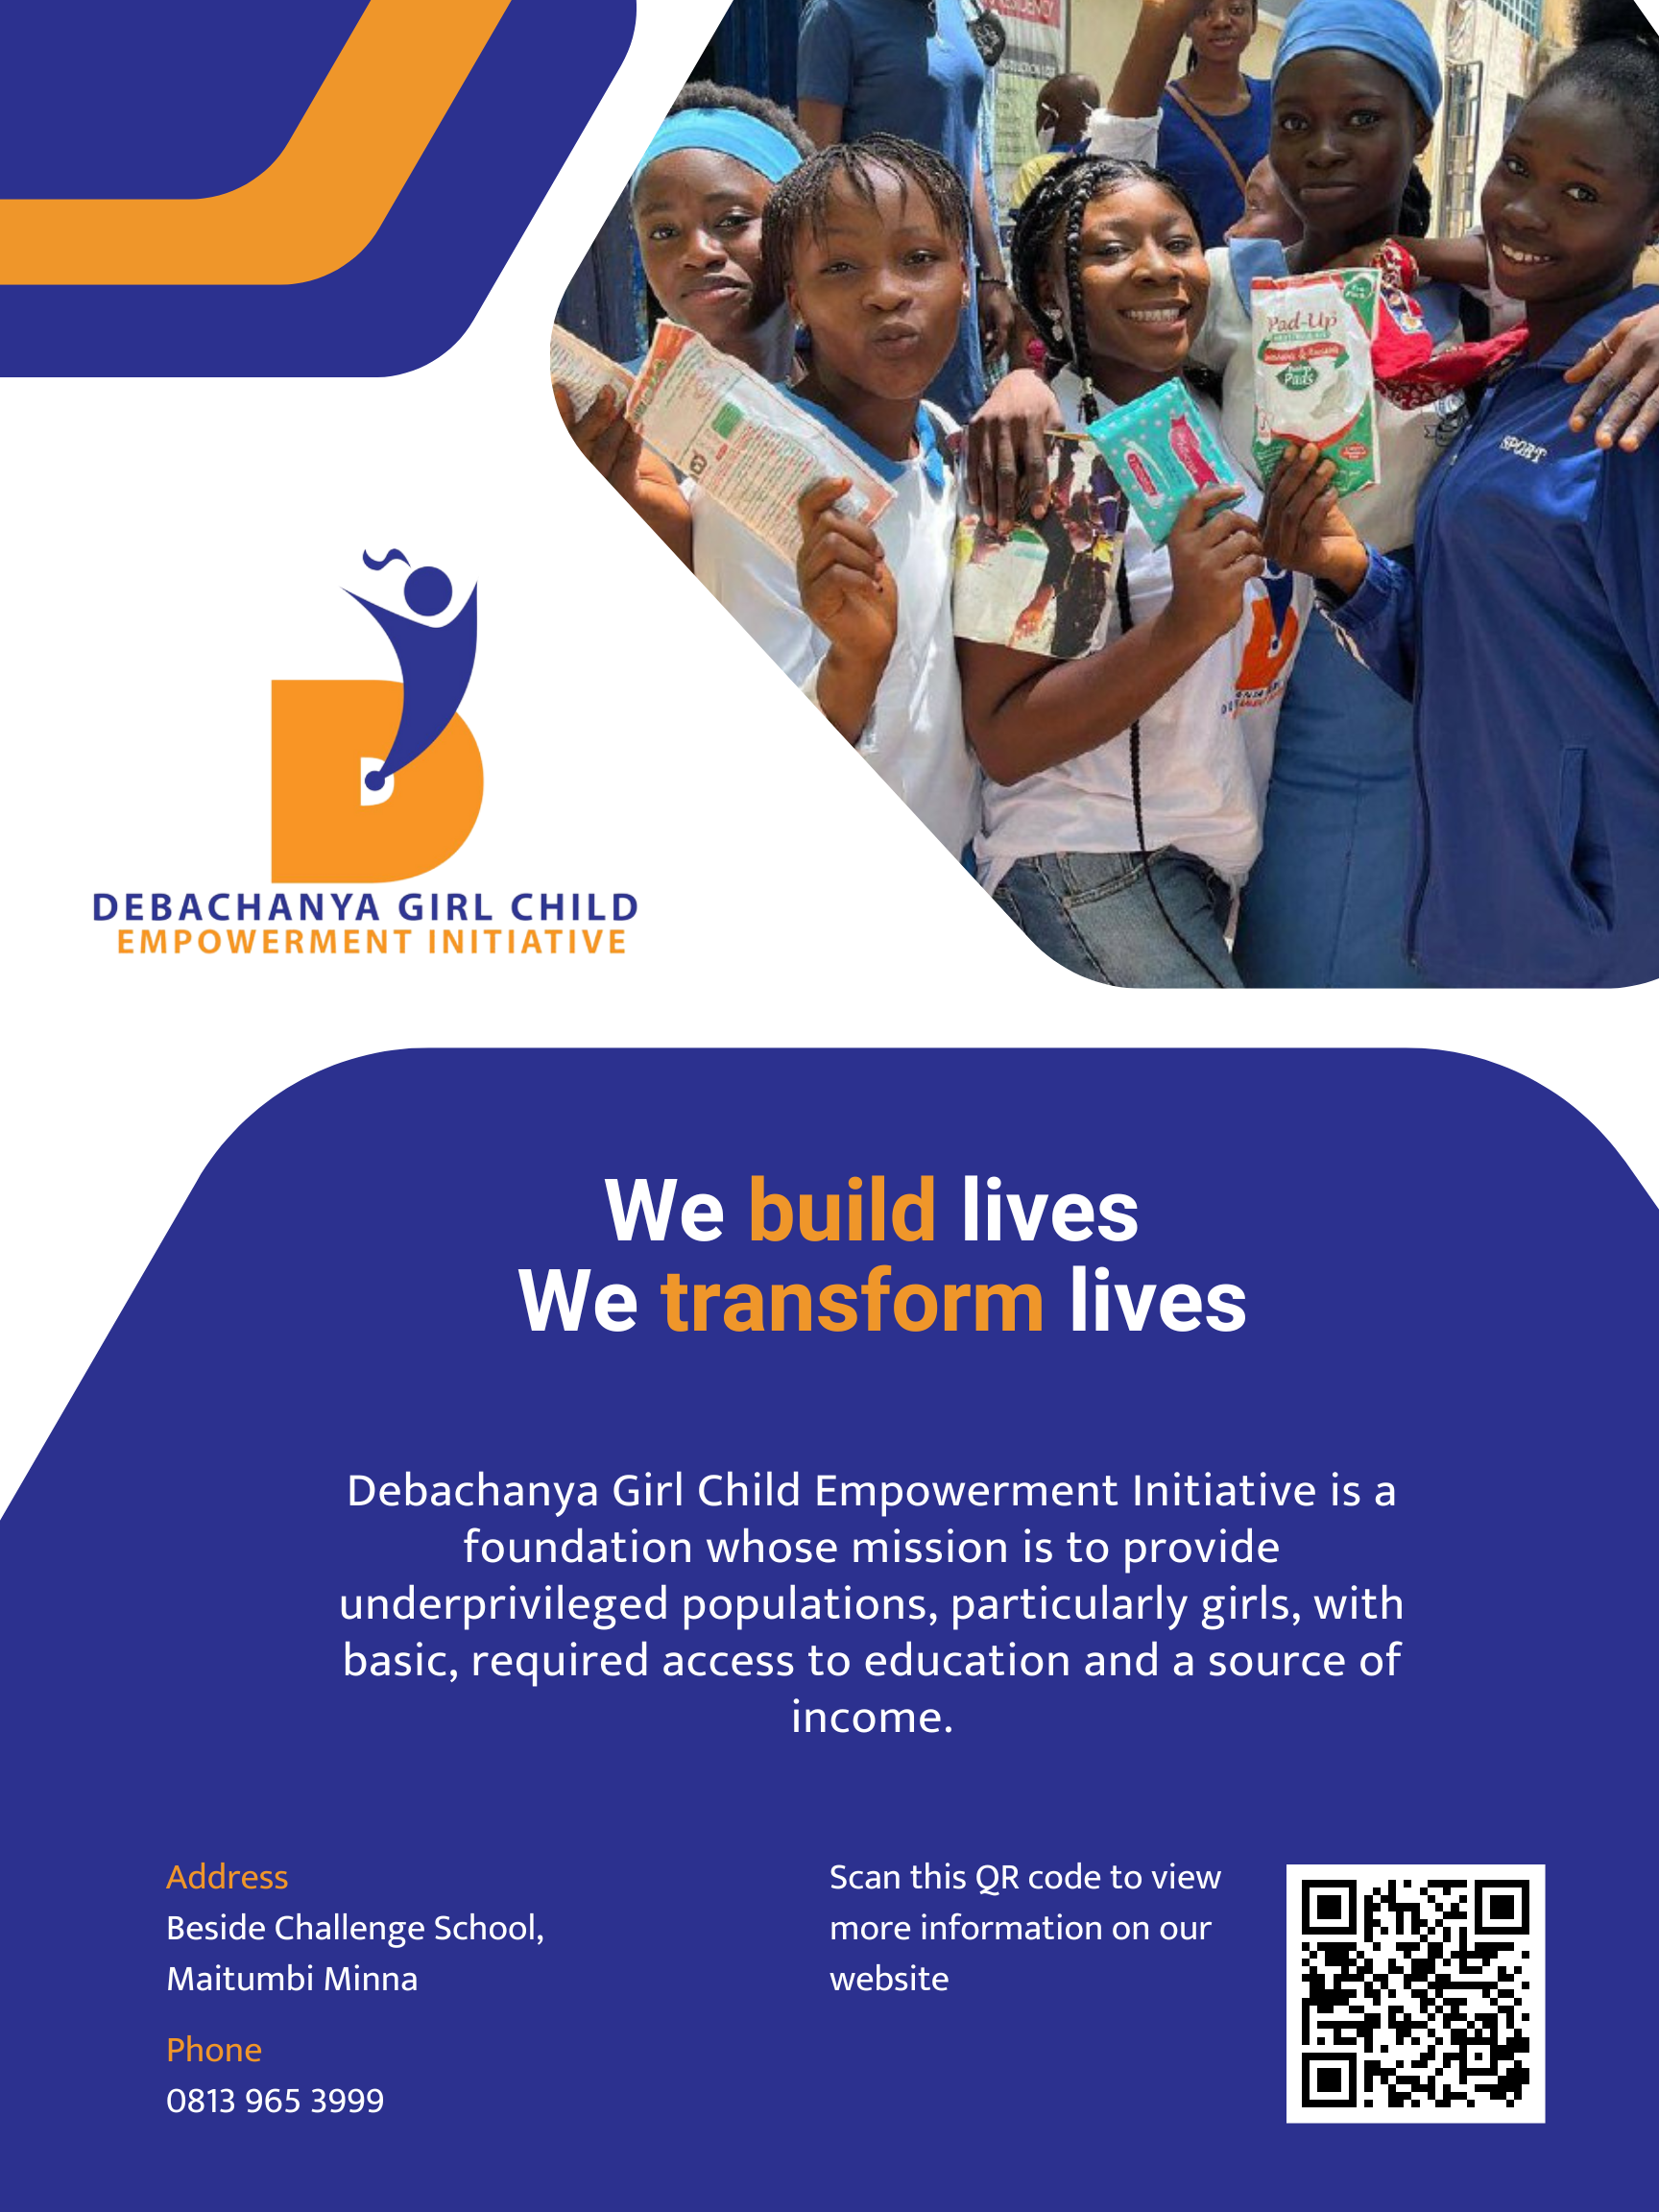 Pad-Up
Pads
SPORT
DEBACHANYA GIRL CHILD
EMPOWERMENT INITIATIVE
We build lives
We transform lives
Debachanya Girl Child Empowerment Initiative is a
foundation whose mission is to provide
underprivileged populations, particularly girls, with
basic, required access to education and a source of
income.
Address
Beside Challenge School,
Maitumbi Minna
Phone
0813 965 3999
Scan this QR code to view
more information on our
website